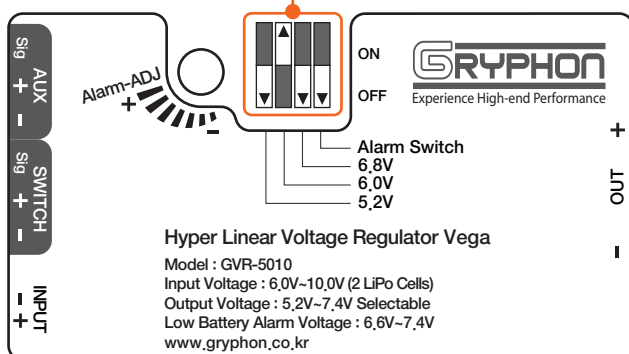 ON
OFF
GRYPHON
Experience High-end Performance
Alarm-ADJ
+
-
AUX
Sig + -
SWITCH
Sig + -
INPUT
- +
+
OUT
-
Alarm Switch
6.8V
6.0V
5.2V
Hyper Linear Voltage Regulator Vega
Model : GVR-5010
Input Voltage : 6.0V~10.0V (2 LiPo Cells)
Output Voltage : 5.2V~7.4V Selectable
Low Battery Alarm Voltage : 6.6V~7.4V
www.gryphon.co.kr